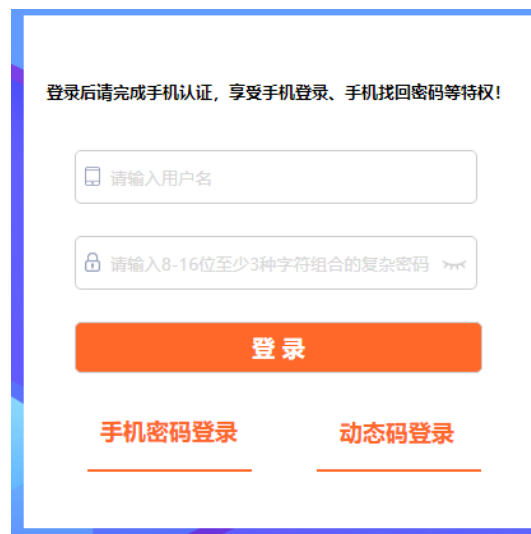 登录后请完成手机认证，享受手机登录、手机找回密码等特权！
请输入用户名
请输入8-16位至少3种字符组合的复杂密码
登 录
手机密码登录
动态码登录